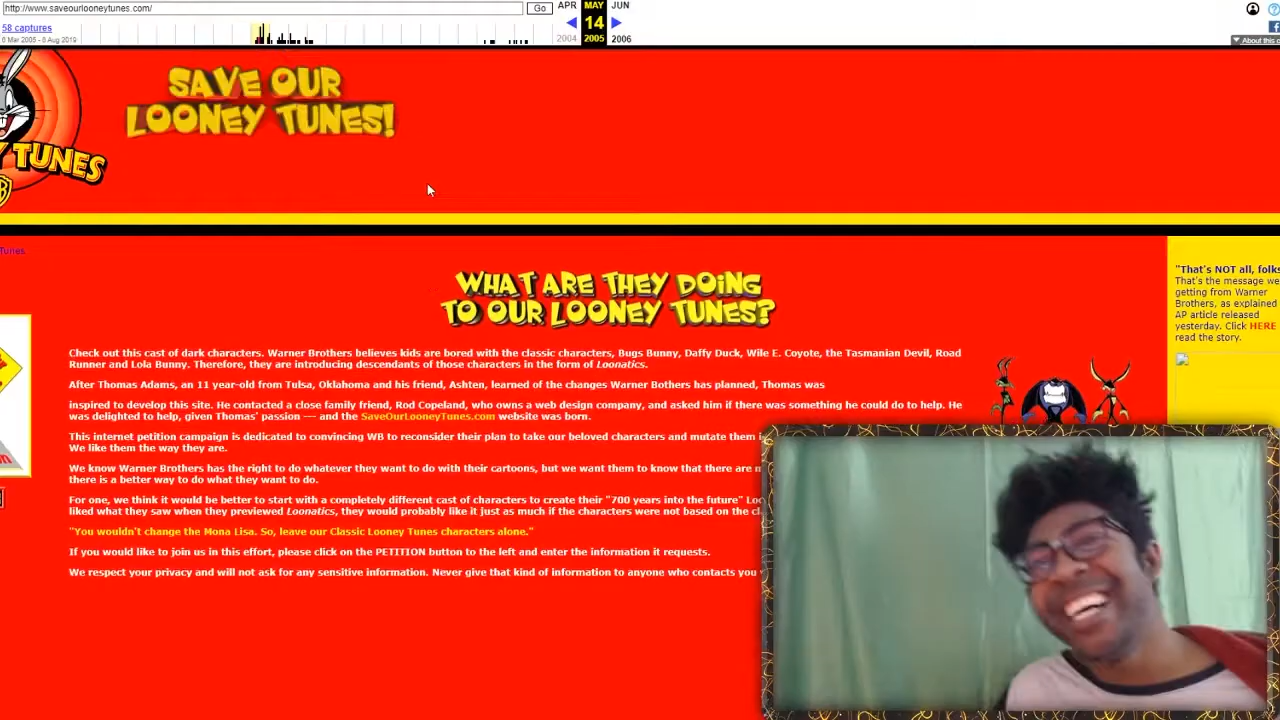 http://www.saveourlooneytunes.com/
Go
APR
MAY
JUN
58 captures
14
6 Mar 2005 - 8 Aug 2019
2004
2005
2006
About this c
SAVE OUR
LOONEY TUNES!
Y TUNES
WB
Tunes
WHAT ARE THEY DOING
TO OUR LOONEY TUNES?
Check out this cast of dark characters. Warner Brothers believes kids are bored with the classic characters, Bugs Bunny, Daffy Duck, Wile E. Coyote, the Tasmanian Devil, Road
Runner and Lola Bunny. Therefore, they are introducing descendants of those characters in the form of Loonatics.
After Thomas Adams, an 11 year-old from Tulsa, Oklahoma and his friend, Ashten, learned of the changes Warner Bothers has planned, Thomas was
inspired to develop this site. He contacted a close family friend, Rod Copeland, who owns a web design company, and asked him if there was something he could do to help. He
was delighted to help, given Thomas' passion — and the SaveOurLooneyTunes.com website was born.
This internet petition campaign is dedicated to convincing WB to reconsider their plan to take our beloved characters and mutate them i
We like them the way they are.
We know Warner Brothers has the right to do whatever they want to do with their cartoons, but we want them to know that there are m
there is a better way to do what they want to do.
For one, we think it would be better to start with a completely different cast of characters to create their "700 years into the future" Loo
liked what they saw when they previewed Loonatics, they would probably like it just as much if the characters were not based on the cl
"You wouldn't change the Mona Lisa. So, leave our Classic Looney Tunes characters alone."
If you would like to join us in this effort, please click on the PETITION button to the left and enter the information it requests.
We respect your privacy and will not ask for any sensitive information. Never give that kind of information to anyone who contacts you
"That's NOT all, folks
That's the message we
getting from Warner
Brothers, as explained
AP article released
yesterday. Click HERE
read the story.